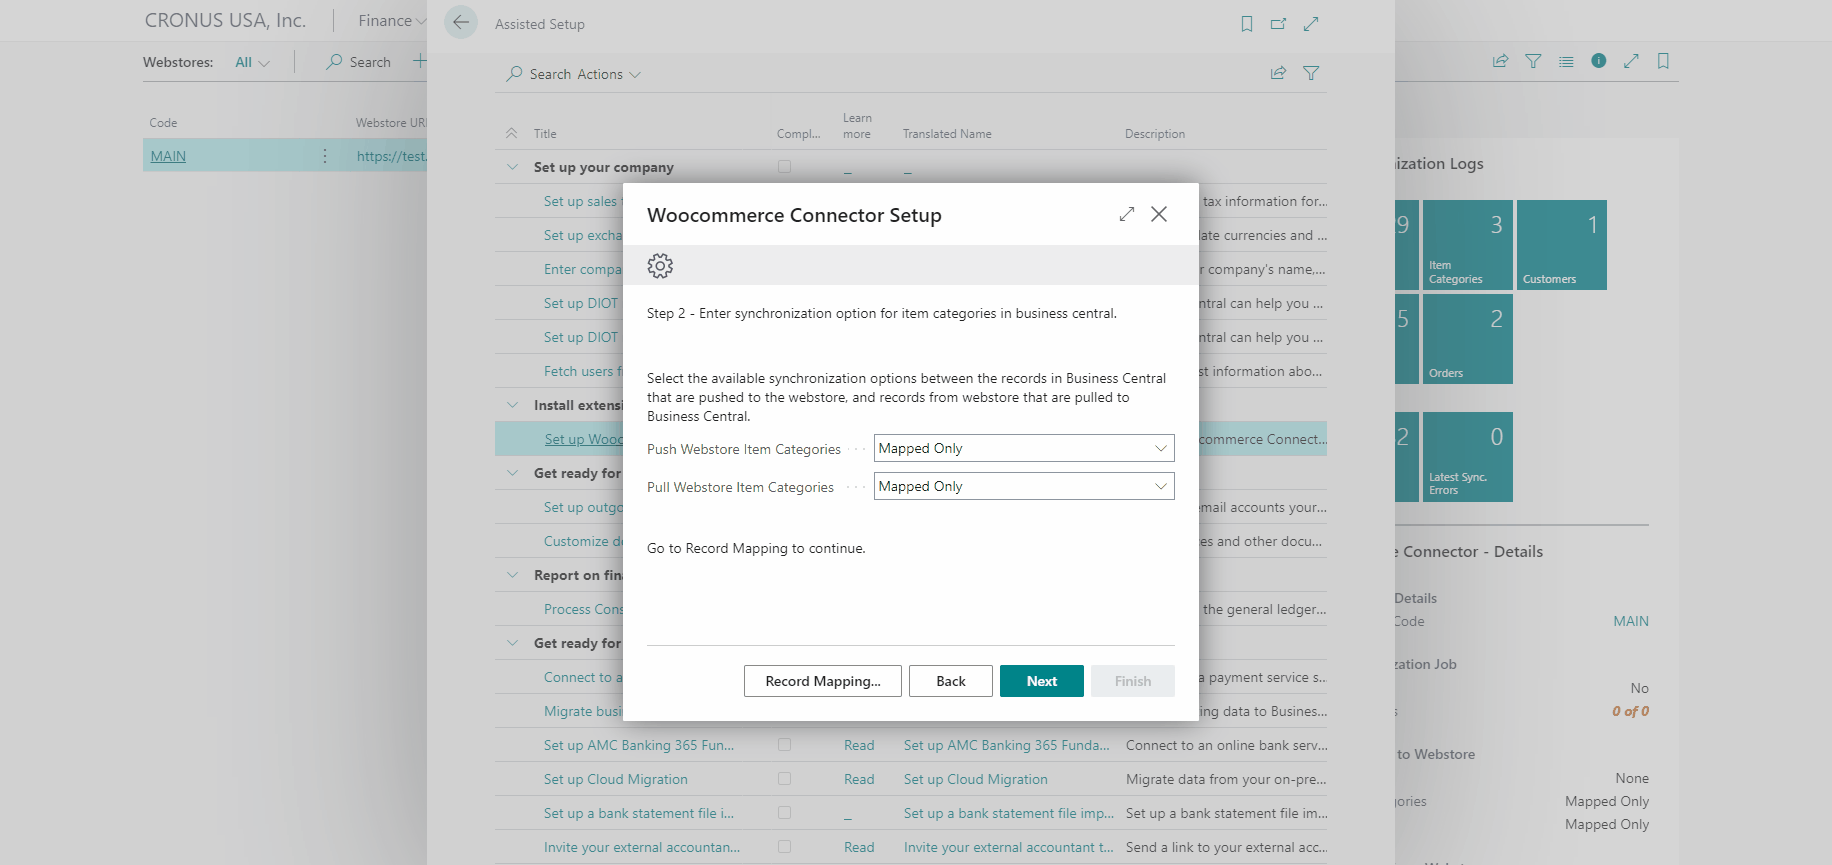 CRONUS USA, Inc.
Finance
Webstores:
All
Search
Code
Webstore UR
MAIN
https://test.
Assisted Setup
Search
Actions
Title
Compl...
Learn
more
Translated Name
Description
Set up your company
_
_
Set up sales
tax information for...
Set up excha
late currencies and ...
Enter compa
r company's name,...
Set up DIOT
ntral can help you ...
Set up DIOT
ntral can help you ...
Fetch users f
st information abo...
Install extensi
Set up Wooc
commerce Connect...
Get ready for
Set up outgo
email accounts your...
Customize de
es and other docu...
Report on fina
Process Cons
the general ledger...
Get ready for
Connect to a
a payment service s...
Migrate busi
ing data to Busines...
Set up AMC Banking 365 Fun...
Read
Set up AMC Banking 365 Funda...
Connect to an online bank serv...
Set up Cloud Migration
Read
Set up Cloud Migration
Migrate data from your on-pre...
Set up a bank statement file i...
_
Set up a bank statement file imp...
Set up a bank statement file im...
Invite your external accountan...
Read
Invite your external accountant t...
Send a link to your external acc...
Woocommerce Connector Setup
Step 2 - Enter synchronization option for item categories in business central.
Select the available synchronization options between the records in Business Central
that are pushed to the webstore, and records from webstore that are pulled to
Business Central.
Push Webstore Item Categories
Mapped Only
Pull Webstore Item Categories
Mapped Only
Go to Record Mapping to continue.
Record Mapping...
Back
Next
Finish
ization Logs
9
3
Item
Categories
1
Customers
5
2
Orders
2
0
Latest Sync.
Errors
e Connector - Details
Details
Code
MAIN
zation Job
No
s
0 of 0
to Webstore
None
gories
Mapped Only
Mapped Only